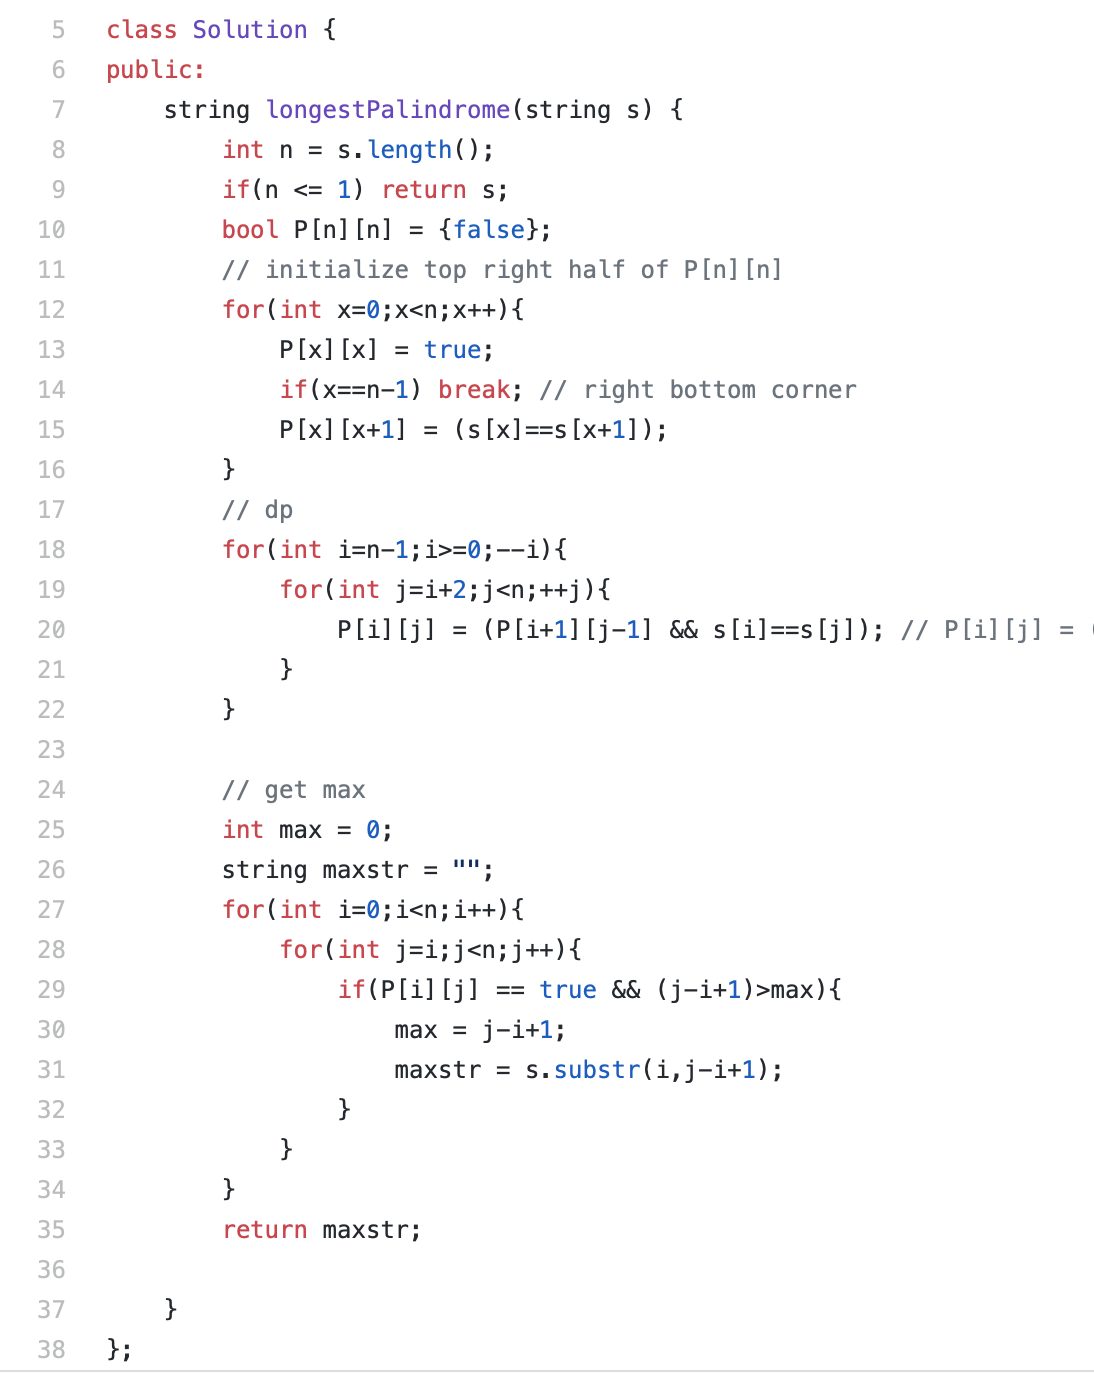 5 class Solution {
6 public:
7     string longestPalindrome(string s) {
8         int n = s.length();
9         if(n <= 1) return s;
10         bool P[n][n] = {false};
11         // initialize top right half of P[n][n]
12         for(int x=0;x<n;x++){
13             P[x][x] = true;
14             if(x==n-1) break; // right bottom corner
15             P[x][x+1] = (s[x]==s[x+1]);
16         }
17         // dp
18         for(int i=n-1;i>=0;--i){
19             for(int j=i+2;j<n;++j){
20                 P[i][j] = (P[i+1][j-1] && s[i]==s[j]); // P[i][j] =
21             }
22         }
23
24         // get max
25         int max = 0;
26         string maxstr = "";
27         for(int i=0;i<n;i++){
28             for(int j=i;j<n;j++){
29                 if(P[i][j] == true && (j-i+1)>max){
30                     max = j-i+1;
31                     maxstr = s.substr(i,j-i+1);
32                 }
33             }
34         }
35         return maxstr;
36
37     }
38 };